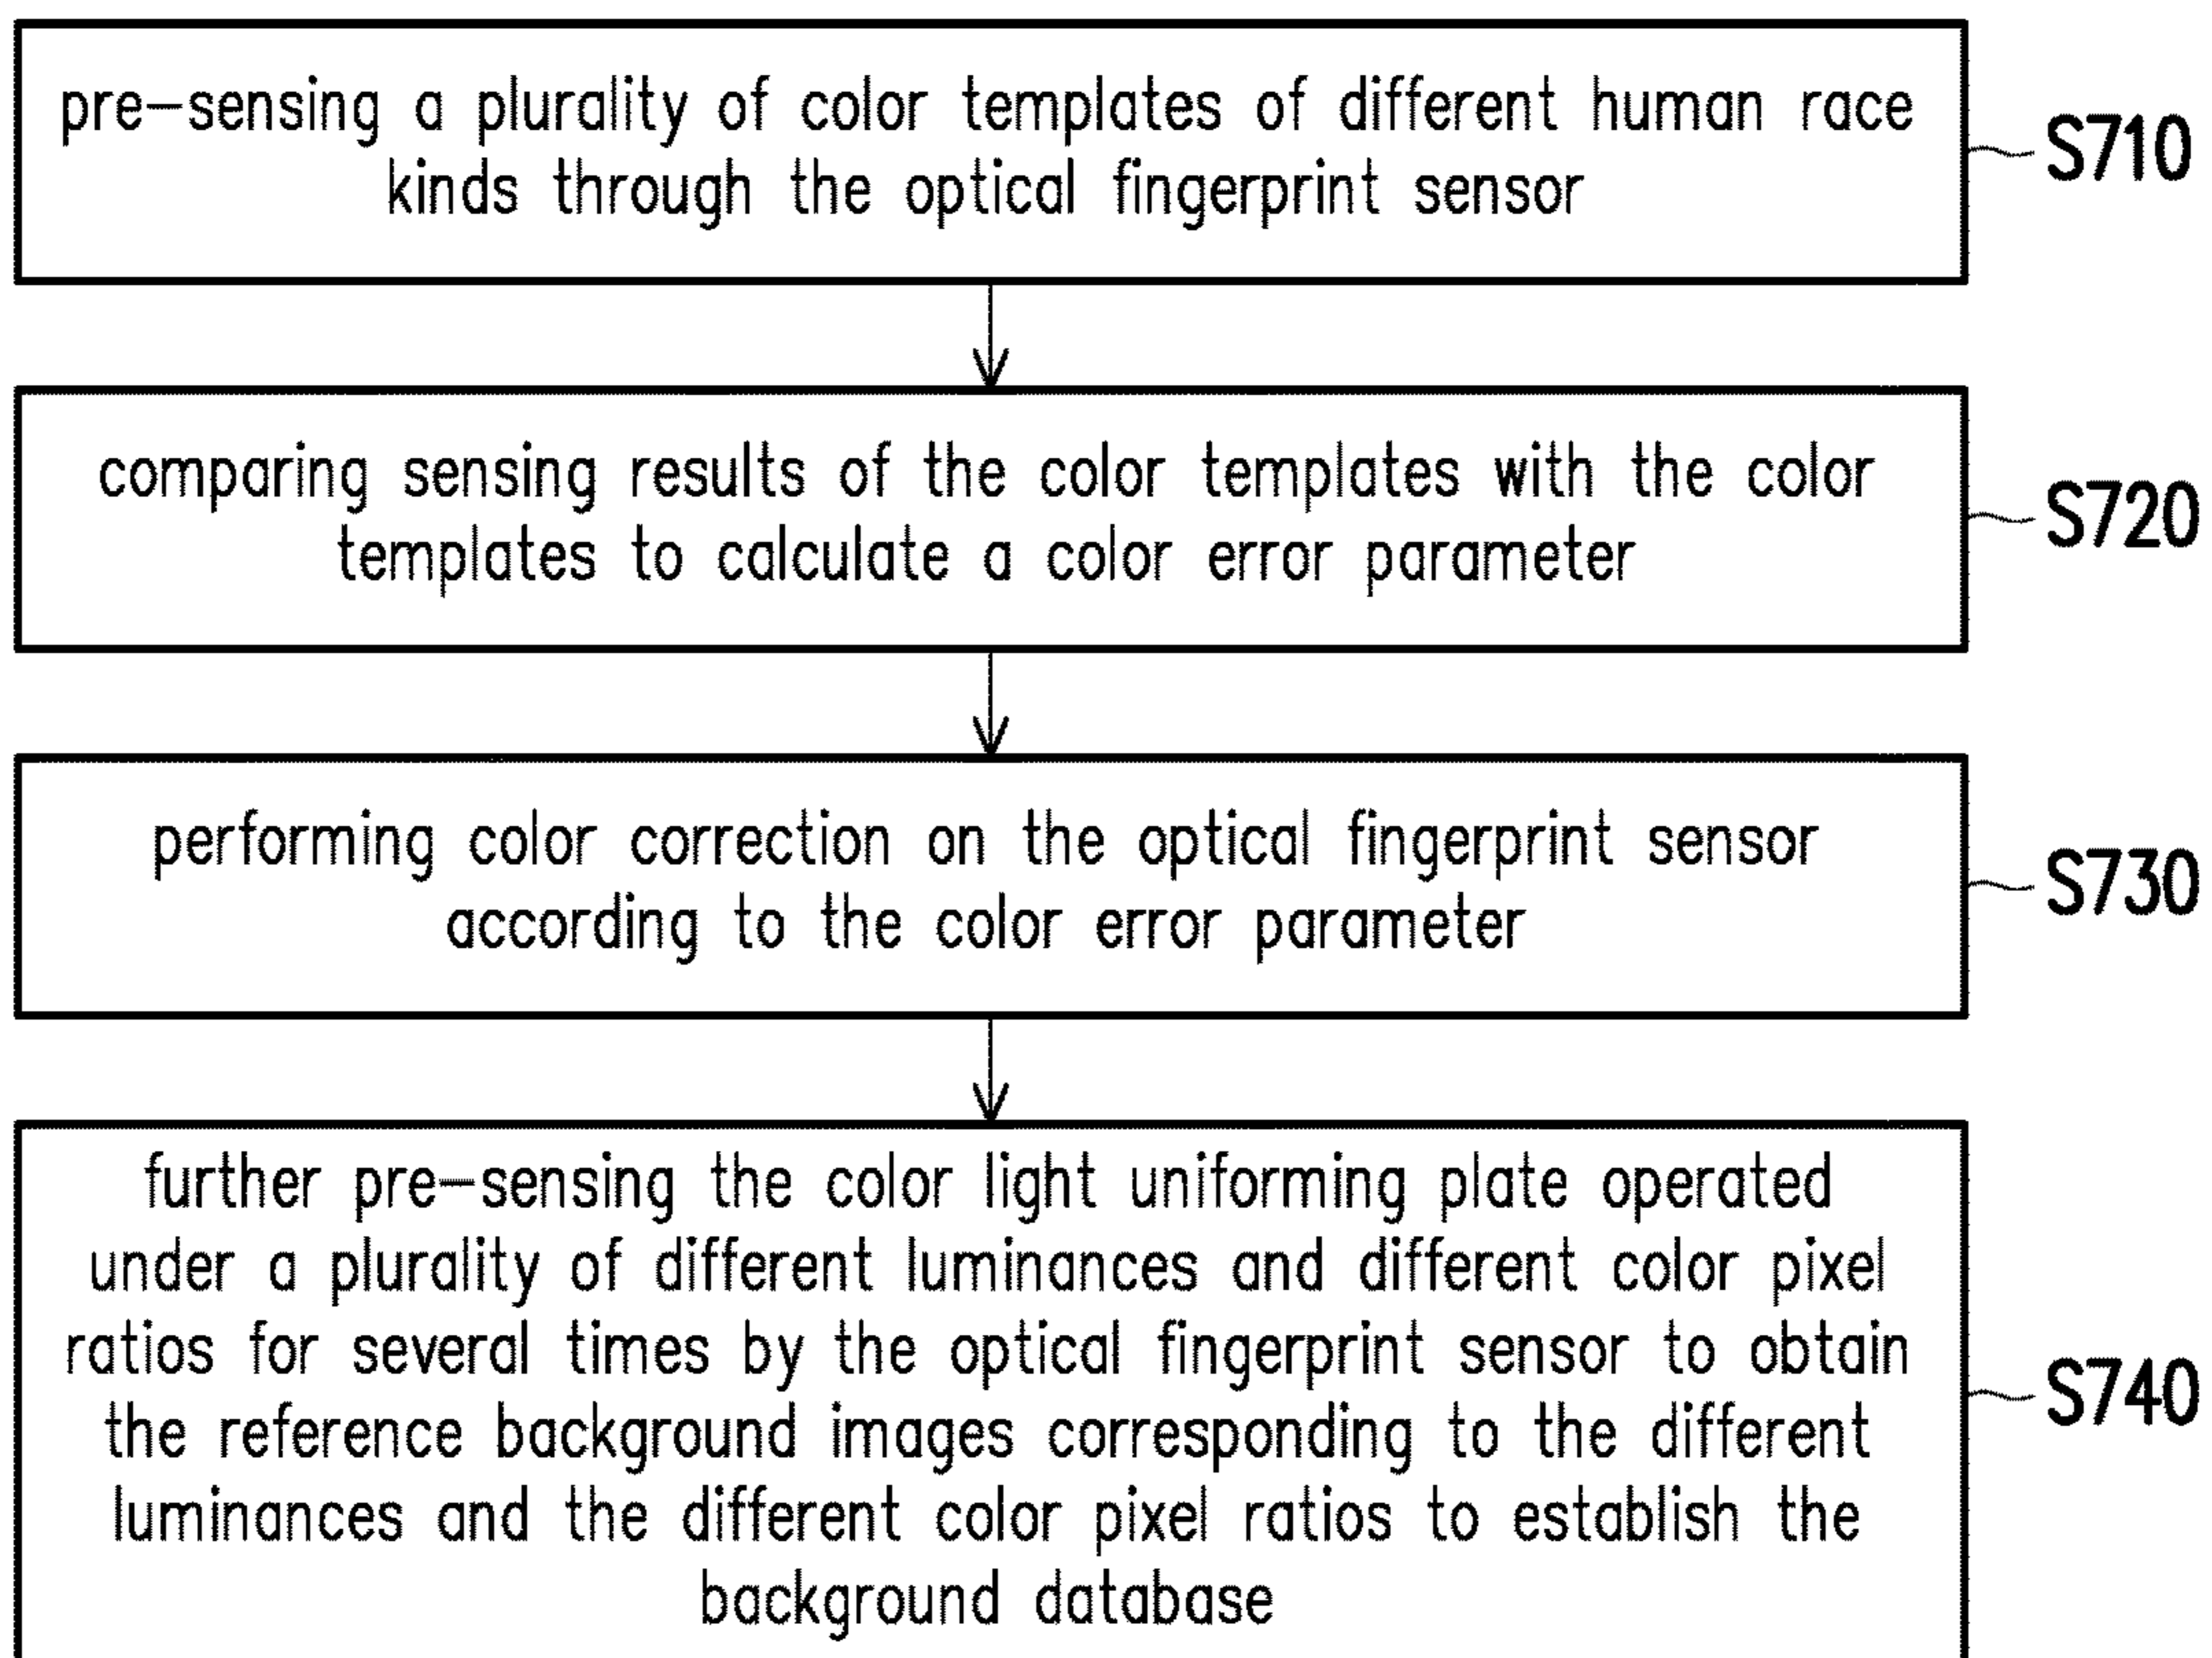 pre-sensing a plurality of color templates of different human race
kinds through the optical fingerprint sensor
S710
comparing sensing results of the color templates with the color
templates to calculate a color error parameter
S720
performing color correction on the optical fingerprint sensor
according to the color error parameter
S730
further pre-sensing the color light uniforming plate operated
under a plurality of different luminances and different color pixel
ratios for several times by the optical fingerprint sensor to obtain
the reference background images corresponding to the different
luminances and the different color pixel ratios to establish the
background database
S740